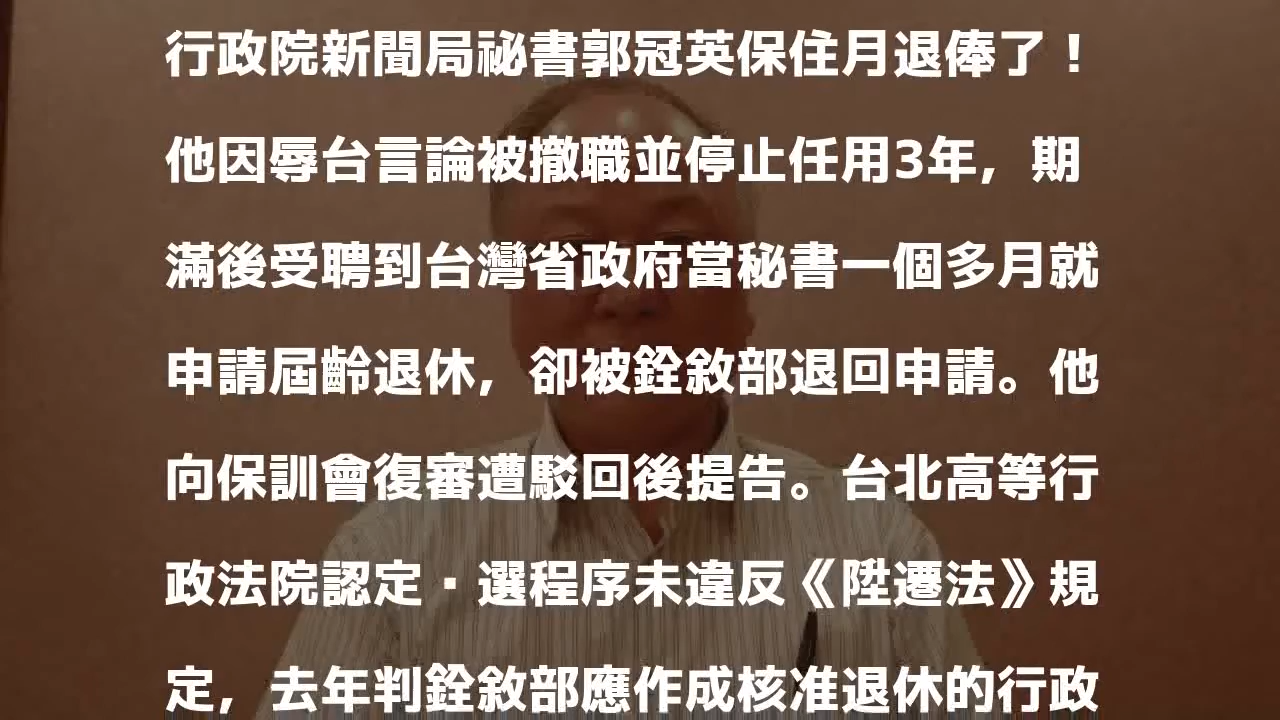 行政院新聞局祕書郭冠英保住月退俸了！
他因辱台言論被撤職並停止任用3年，期
滿後受聘到台灣省政府當秘書一個多月就
申請屆齡退休，卻被銓敘部退回申請。他
向保訓會復審遭駁回後提告。台北高等行
政法院認定▪選程序未違反《陞遷法》規
定，去年判銓敘部應作成核准退休的行政